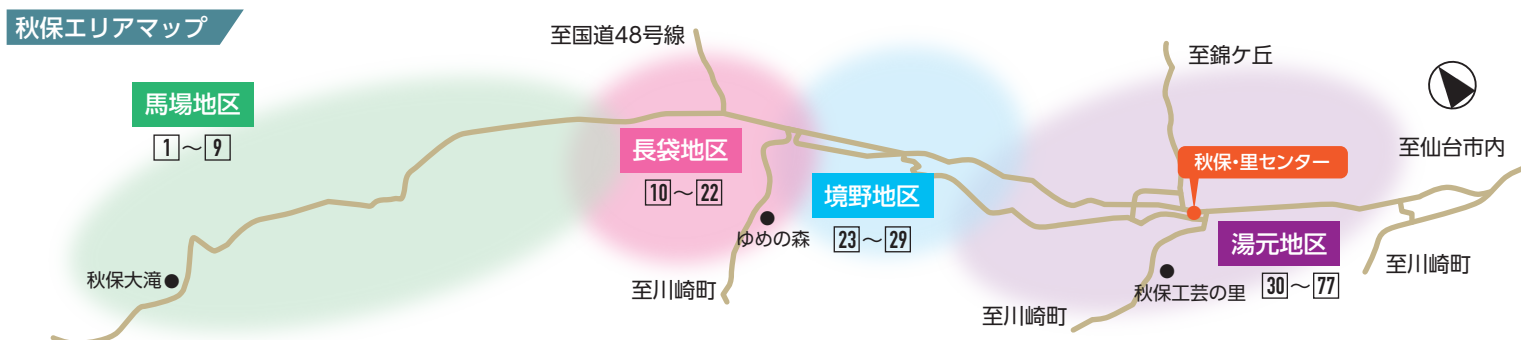 秋保エリアマップ
至国道48号線
至錦ケ丘
馬場地区
1～9
長袋地区
10～22
境野地区
23～29
秋保・里センター
至仙台市内
湯元地区
30～77
ゆめの森
秋保大滝
至川崎町
秋保工芸の里
至川崎町
至川崎町